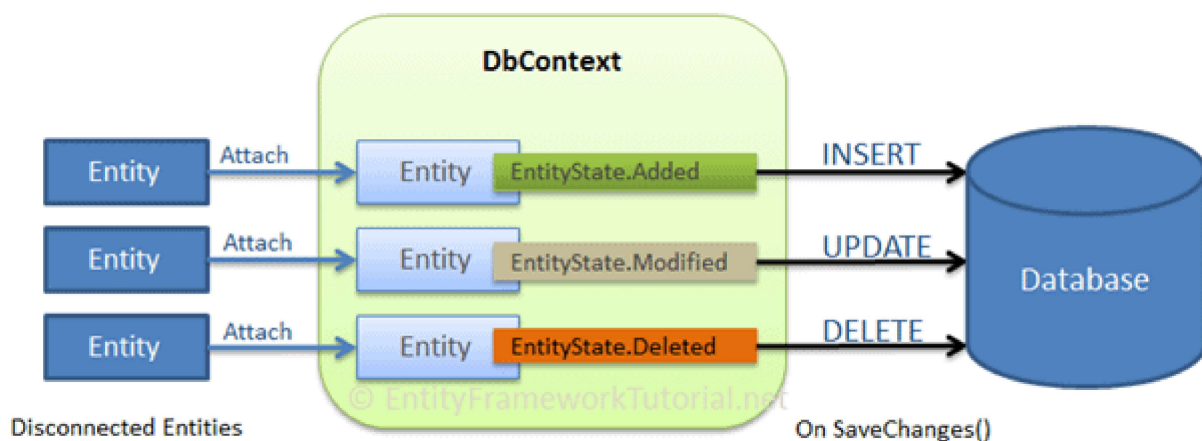 DbContext
Entity
Attach
Entity
EntityState.Added
INSERT
Entity
Attach
Entity
EntityState.Modified
UPDATE
Database
Entity
Attach
Entity
EntityState.Deleted
DELETE
© EntityFrameworkTutorial.net
Disconnected Entities
On SaveChanges()